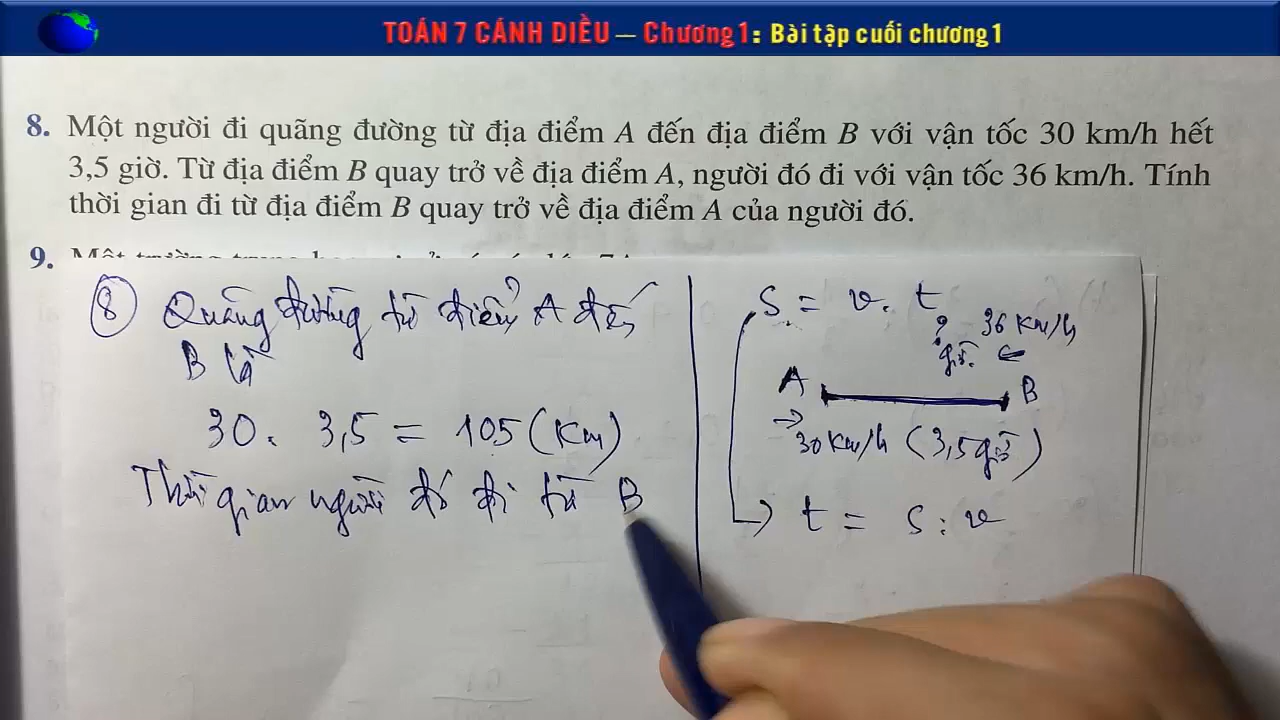 TOÁN 7 CÁNH DIỀU – Chương 1: Bài tập cuối chương 1
8. Một người đi quãng đường từ địa điểm A đến địa điểm B với vận tốc 30 km/h hết
3,5 giờ. Từ địa điểm B quay trở về địa điểm A, người đó đi với vận tốc 36 km/h. Tính
thời gian đi từ địa điểm B quay trở về địa điểm A của người đó.
9.
8 Quãng đường từ điểm A đến
B là
30 . 3,5 = 105 (Km)
Thời gian người đó đi từ B
S = v . t
? 36 Km/h
giờ. ←
A B
→ 30 Km/h (3,5 giờ)
t = s : v